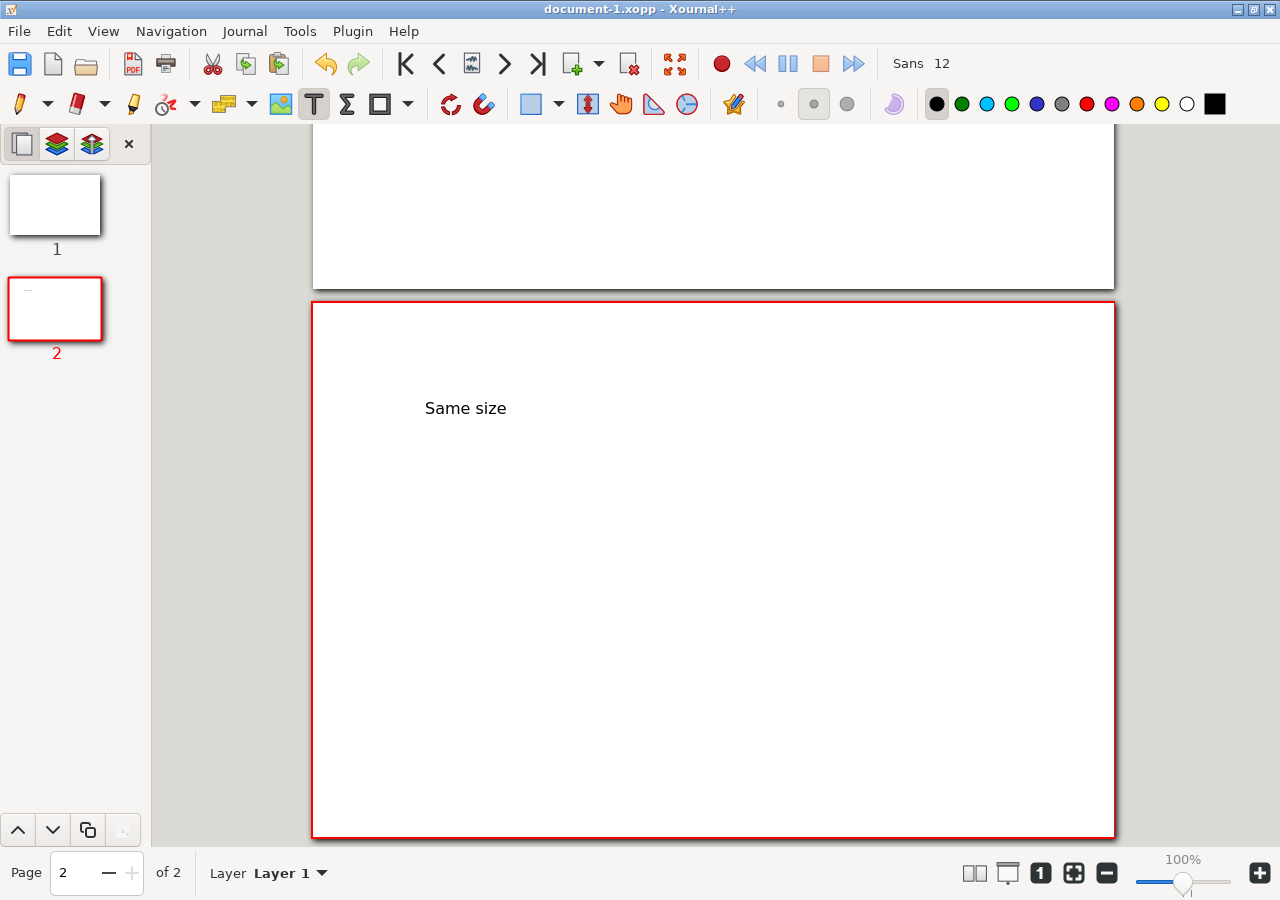 document-1.xopp - Xournal++
File Edit View Navigation Journal Tools Plugin Help
Sans 12
1
2
Same size
Page 2 of 2 Layer Layer 1
100%